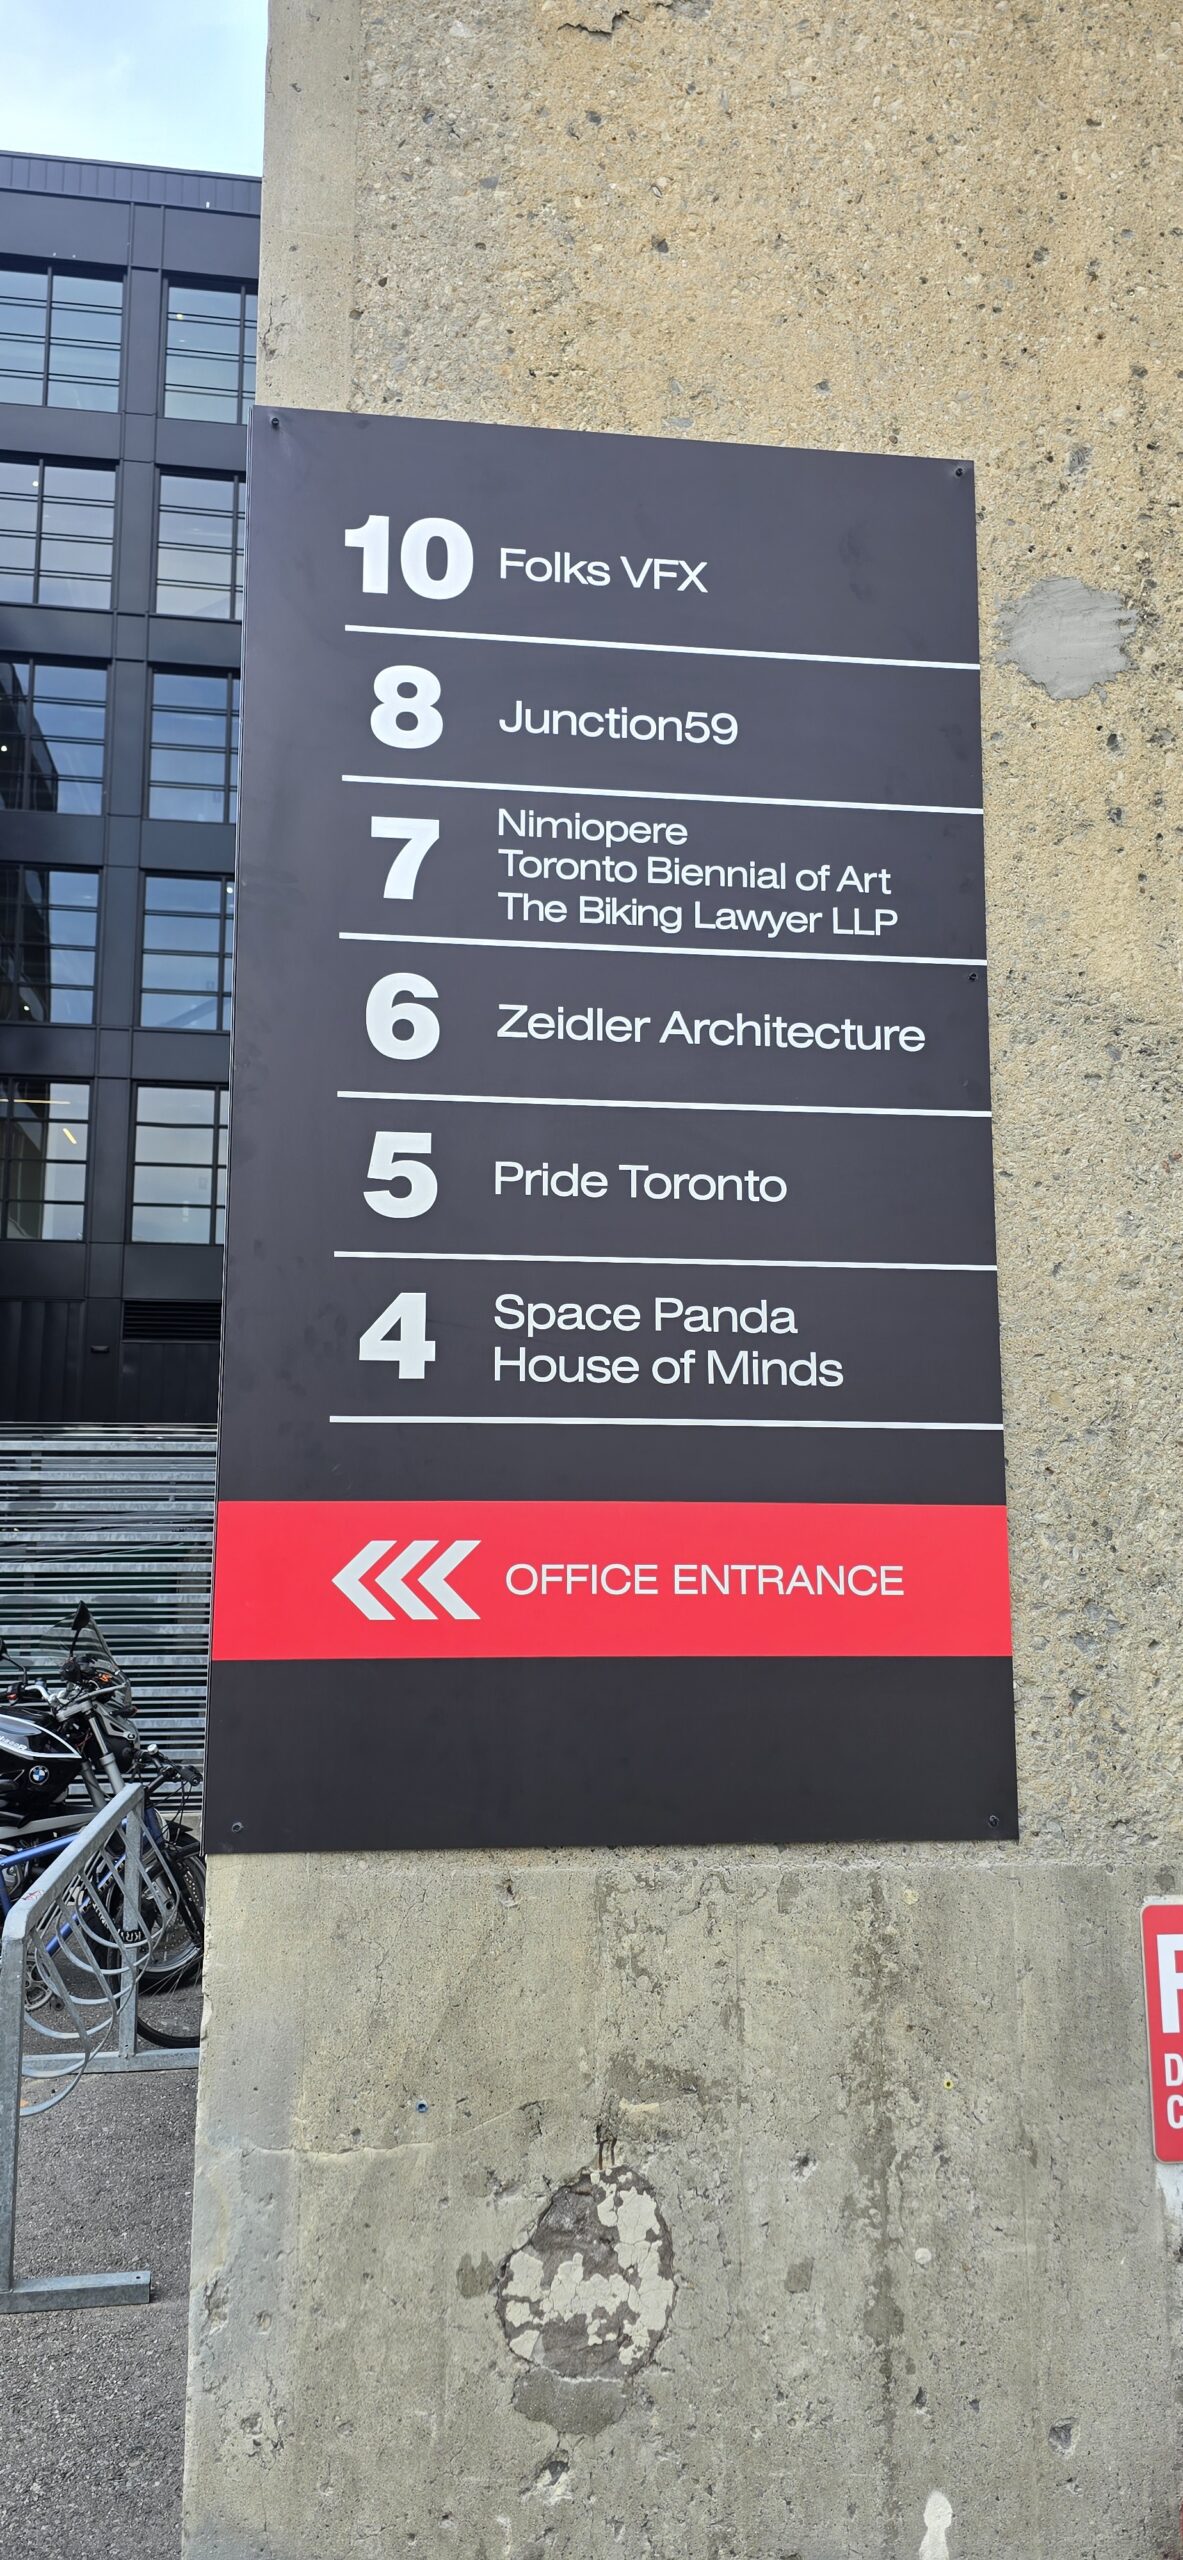 10 Folks VFX
8 Junction59
7 Nimiopere
Toronto Biennial of Art
The Biking Lawyer LLP
6 Zeidler Architecture
5 Pride Toronto
4 Space Panda
House of Minds
OFFICE ENTRANCE